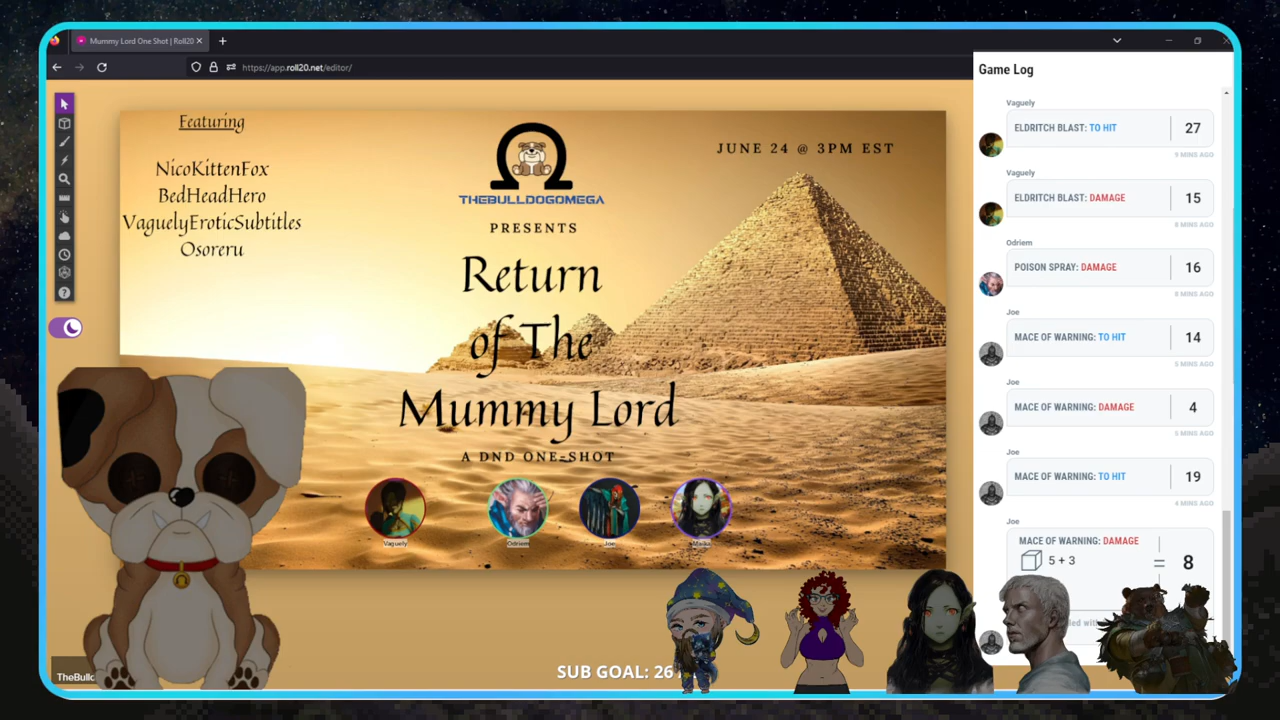 Mummy Lord One Shot | Roll20
https://app.roll20.net/editor/
Featuring
NicoKittenFox
BedHeadHero
VaguelyEroticSubtitles
Osoreru
JUNE 24 @ 3PM EST
THEBULLDOGOMEGA
PRESENTS
Return
of The
Mummy Lord
A DND ONE-SHOT
Vaguely
Odriem
Joe
Maika
Game Log
Vaguely
ELDRITCH BLAST: TO HIT
27
9 MINS AGO
Vaguely
ELDRITCH BLAST: DAMAGE
15
8 MINS AGO
Odriem
POISON SPRAY: DAMAGE
16
8 MINS AGO
Joe
MACE OF WARNING: TO HIT
14
5 MINS AGO
Joe
MACE OF WARNING: DAMAGE
4
5 MINS AGO
Joe
MACE OF WARNING: TO HIT
19
4 MINS AGO
Joe
MACE OF WARNING: DAMAGE
5 + 3
=
8
TheBulld
SUB GOAL: 26